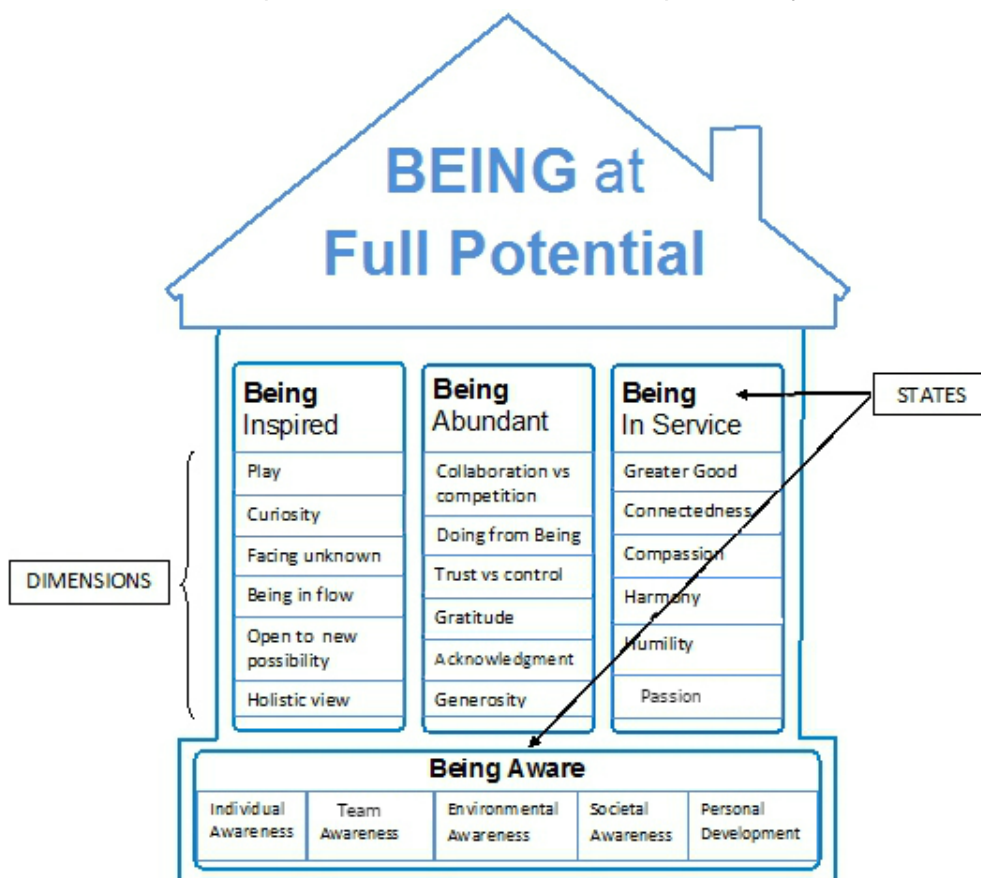 BEING at
Full Potential
Being
Inspired
Play
Curiosity
Facing unknown
Being in flow
Open to new
possibility
Holistic view
Being
Abundant
Collaboration vs
competition
Doing from Being
Trust vs control
Gratitude
Acknowledgment
Generosity
Being
In Service
Greater Good
Connectedness
Compassion
Harmony
Humility
Passion
STATES
DIMENSIONS
Being Aware
Individual
Awareness
Team
Awareness
Environmental
Awareness
Societal
Awareness
Personal
Development